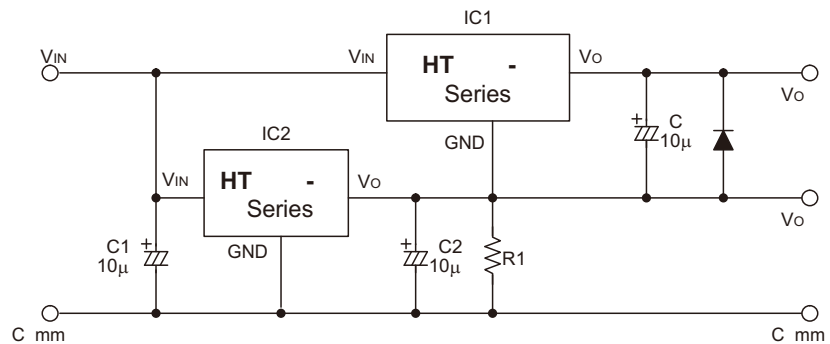 IC1
VIN
VIN
HT -
Series
VO
VO
GND
C
10μ
+
IC2
VIN
HT -
Series
VO
GND
C1
10μ
+
C2
10μ
+
R1
VO
C mm
C mm